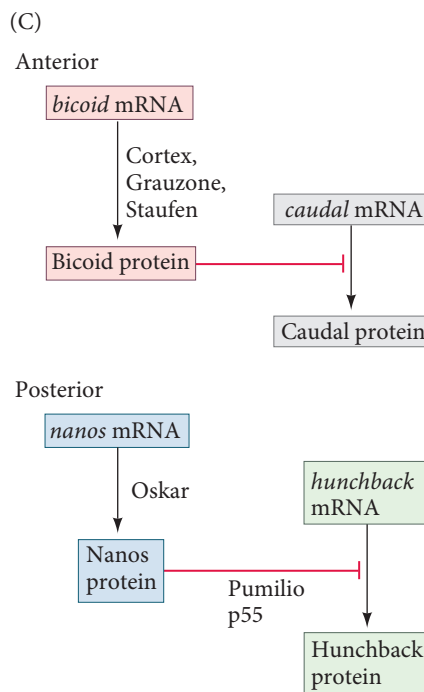 (C)
Anterior
bicoid mRNA
Cortex,
Grauzone,
Staufen
caudal mRNA
Bicoid protein
Caudal protein
Posterior
nanos mRNA
Oskar
hunchback
mRNA
Nanos
protein
Pumilio
p55
Hunchback
protein